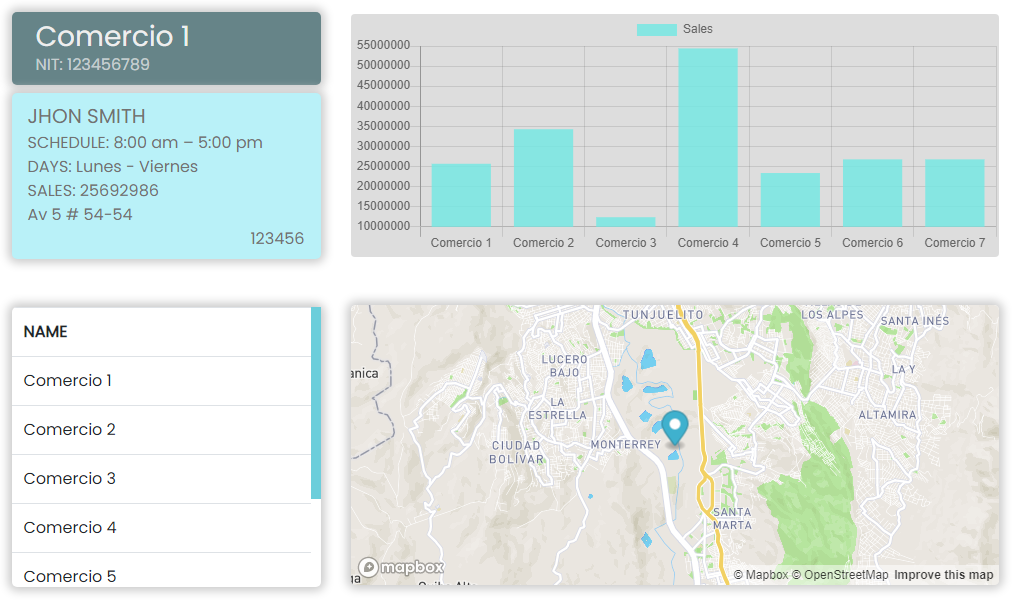 Comercio 1
NIT: 123456789
JHON SMITH
SCHEDULE: 8:00 am – 5:00 pm
DAYS: Lunes - Viernes
SALES: 25692986
Av 5 # 54-54
123456
Sales
55000000
50000000
45000000
40000000
35000000
30000000
25000000
20000000
15000000
10000000
Comercio 1 Comercio 2 Comercio 3 Comercio 4 Comercio 5 Comercio 6 Comercio 7
NAME
Comercio 1
Comercio 2
Comercio 3
Comercio 4
Comercio 5
TUNJUELITO
LOS ALPES
SANTA INÉS
LUCERO
BAJO
LA Y
LA
ESTRELLA
ALTAMIRA
CIUDAD
BOLÍVAR
MONTERREY
SANTA
MARTA
mapbox
© Mapbox © OpenStreetMap Improve this map